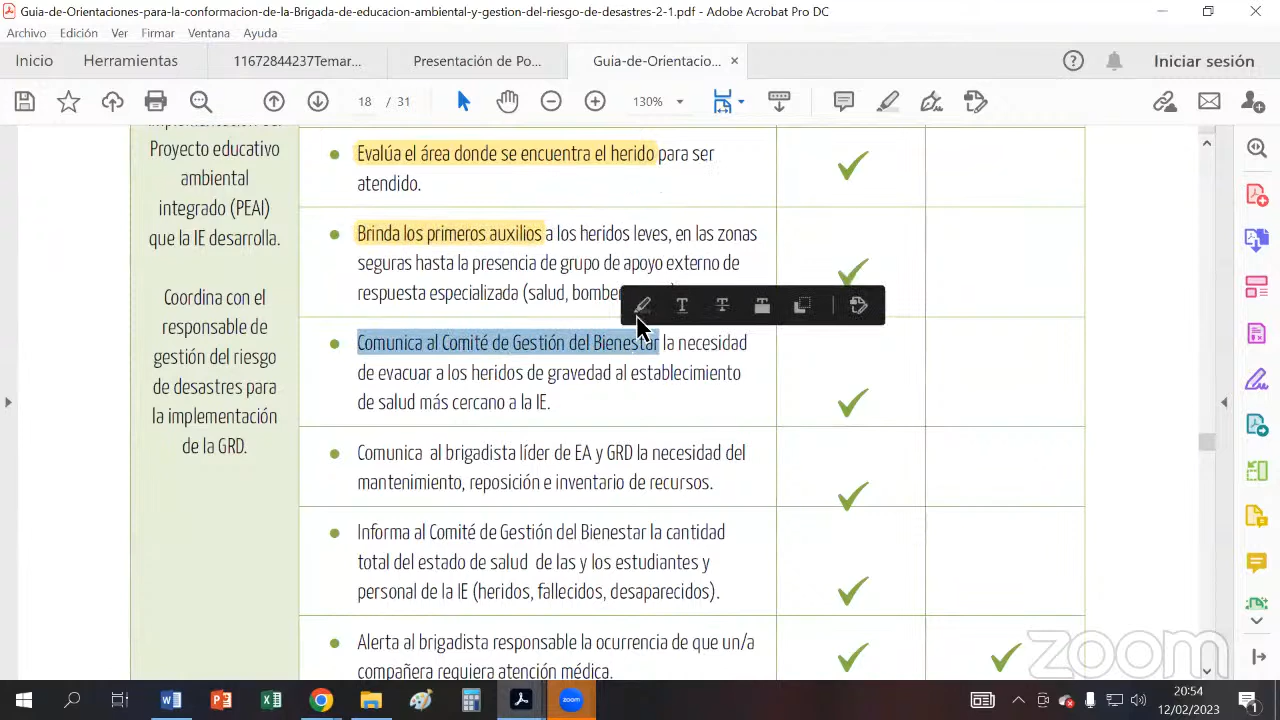 Guia-de-Orientaciones-para-la-conformacion-de-la-Brigada-de-educacion-ambiental-y-gestion-del-riesgo-de-desastres-2-1.pdf - Adobe Acrobat Pro DC
Archivo Edición Ver Firmar Ventana Ayuda
Inicio Herramientas 11672844237Temar... Presentación de Po... Guia-de-Orientacio... × Iniciar sesión
18 / 31 130%
Proyecto educativo
ambiental
integrado (PEAI)
que la IE desarrolla.
Coordina con el
responsable de
gestión del riesgo
de desastres para
la implementación
de la GRD.
Evalúa el área donde se encuentra el herido para ser
atendido.
Brinda los primeros auxilios a los heridos leves, en las zonas
seguras hasta la presencia de grupo de apoyo externo de
respuesta especializada (salud,
Comunica al Comité de Gestión del Bienestar la necesidad
de evacuar a los heridos de gravedad al establecimiento
de salud más cercano a la IE.
Comunica al brigadista líder de EA y GRD la necesidad del
mantenimiento, reposición e inventario de recursos.
Informa al Comité de Gestión del Bienestar la cantidad
total del estado de salud de las y los estudiantes y
personal de la IE (heridos, fallecidos, desaparecidos).
Alerta al brigadista responsable la ocurrencia de que un/a
compañera requiera atención médica.
zoom
zoom
20:54
12/02/2023
1